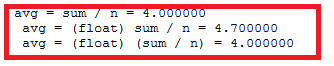 avg = sum / n = 4.000000
avg = (float) sum / n = 4.700000
avg = (float) (sum / n) = 4.000000